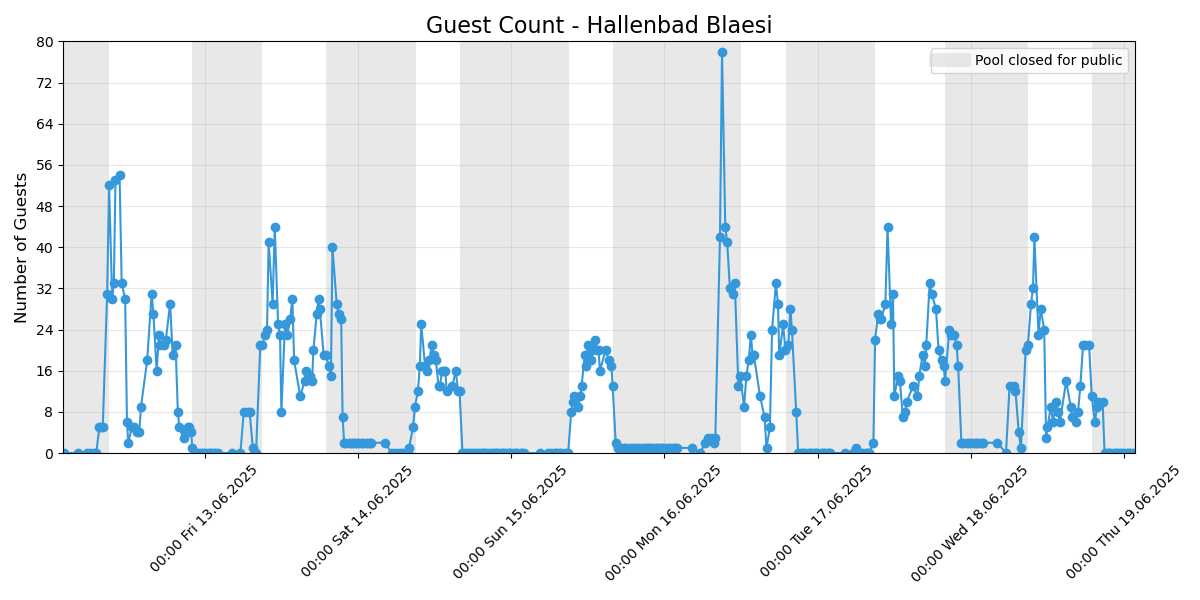 Guest Count - Hallenbad Blaesi
Number of Guests
80
72
64
56
48
40
32
24
16
8
0
Pool closed for public
00:00 Fri 13.06.2025
00:00 Sat 14.06.2025
00:00 Sun 15.06.2025
00:00 Mon 16.06.2025
00:00 Tue 17.06.2025
00:00 Wed 18.06.2025
00:00 Thu 19.06.2025